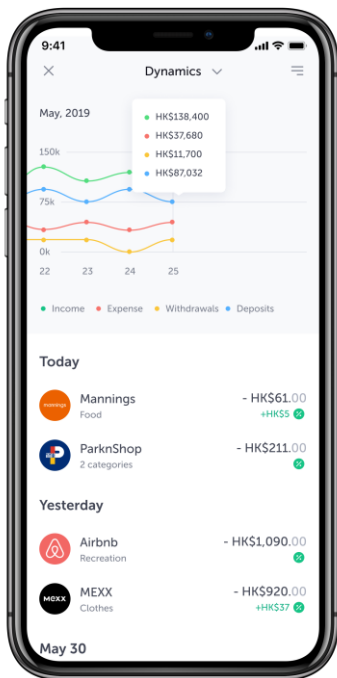 9:41
Dynamics
May, 2019
HK$138,400
HK$37,680
HK$11,700
HK$87,032
150k
75k
0k
22 23 24 25
Income Expense Withdrawals Deposits
Today
mannings
Mannings - HK$61.00
Food +HK$5
ParknShop - HK$211.00
2 categories
Yesterday
Airbnb - HK$1,090.00
Recreation
MEXX
MEXX - HK$920.00
Clothes +HK$37
May 30